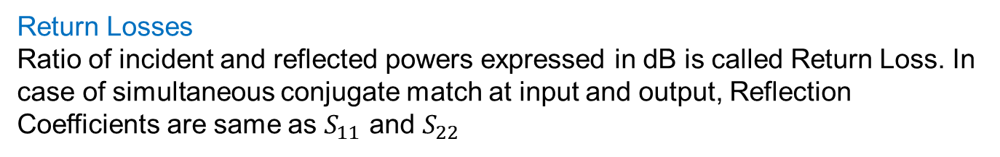 Return Losses
Ratio of incident and reflected powers expressed in dB is called Return Loss. In
case of simultaneous conjugate match at input and output, Reflection
Coefficients are same as S₁₁ and S₂₂